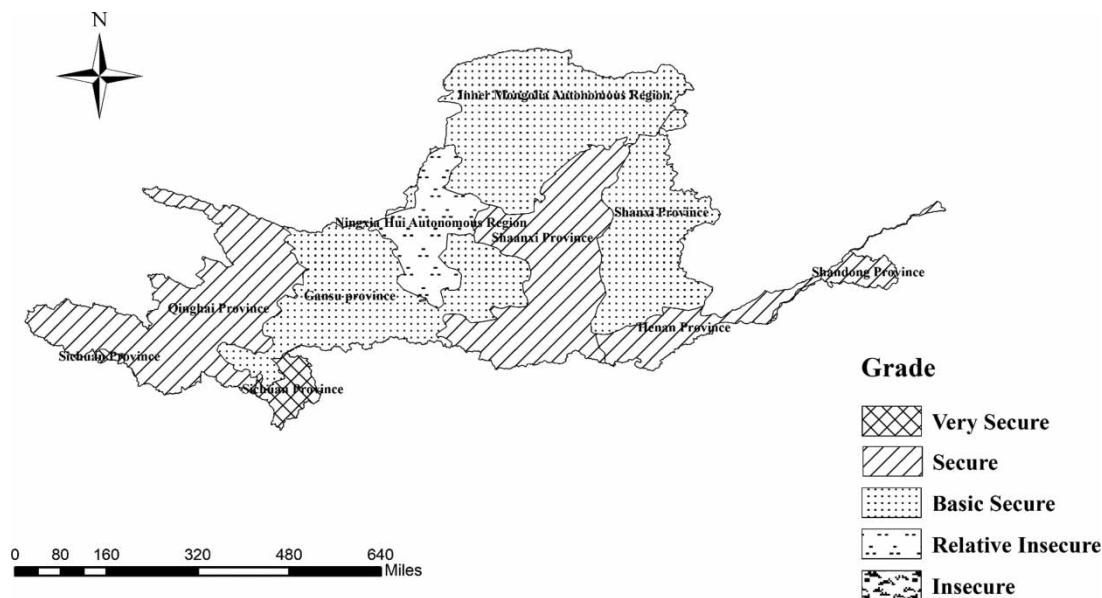 N
Inner Mongolia Autonomous Region
Ningxia Hui Autonomous Region
Shanxi Province
Shaanxi Province
Shandong Province
Gansu province
Qinghai Province
Henan Province
Sichuan Province
Sichuan Province
Grade
Very Secure
Secure
Basic Secure
Relative Insecure
Insecure
0 80 160 320 480 640
Miles